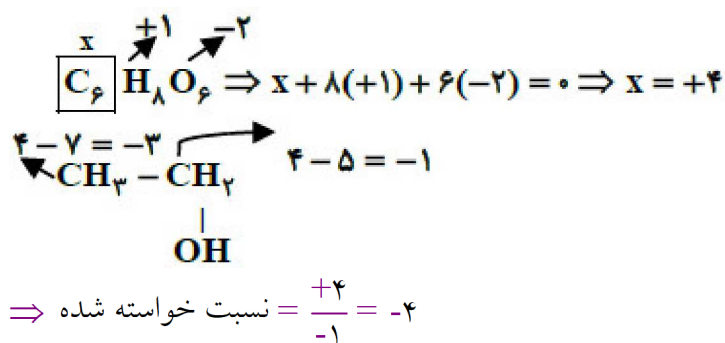 x +۱ -۲
C۶ H۸ O۶ ⇒ x + ۸(+۱) + ۶(-۲) = ۰ ⇒ x = +۴
۴ - ۷ = -۳
۴ - ۵ = -۱
CH۳ - CH۲
|
OH
⇒ نسبت خواسته شده = +۴ / -۱ = -۴